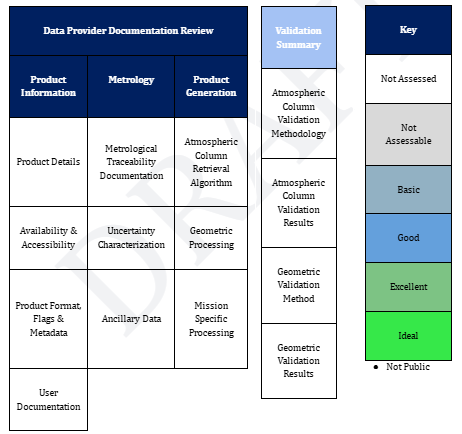 Data Provider Documentation Review
Product
Information
Metrology
Product
Generation
Product Details
Metrological
Traceability
Documentation
Atmospheric
Column
Retrieval
Algorithm
Availability &
Accessibility
Uncertainty
Characterization
Geometric
Processing
Product Format,
Flags &
Metadata
Ancillary Data
Mission
Specific
Processing
User
Documentation
Validation
Summary
Atmospheric
Column
Validation
Methodology
Atmospheric
Column
Validation
Results
Geometric
Validation
Method
Geometric
Validation
Results
Key
Not Assessed
Not
Assessable
Basic
Good
Excellent
Ideal
● Not Public
DRAFT